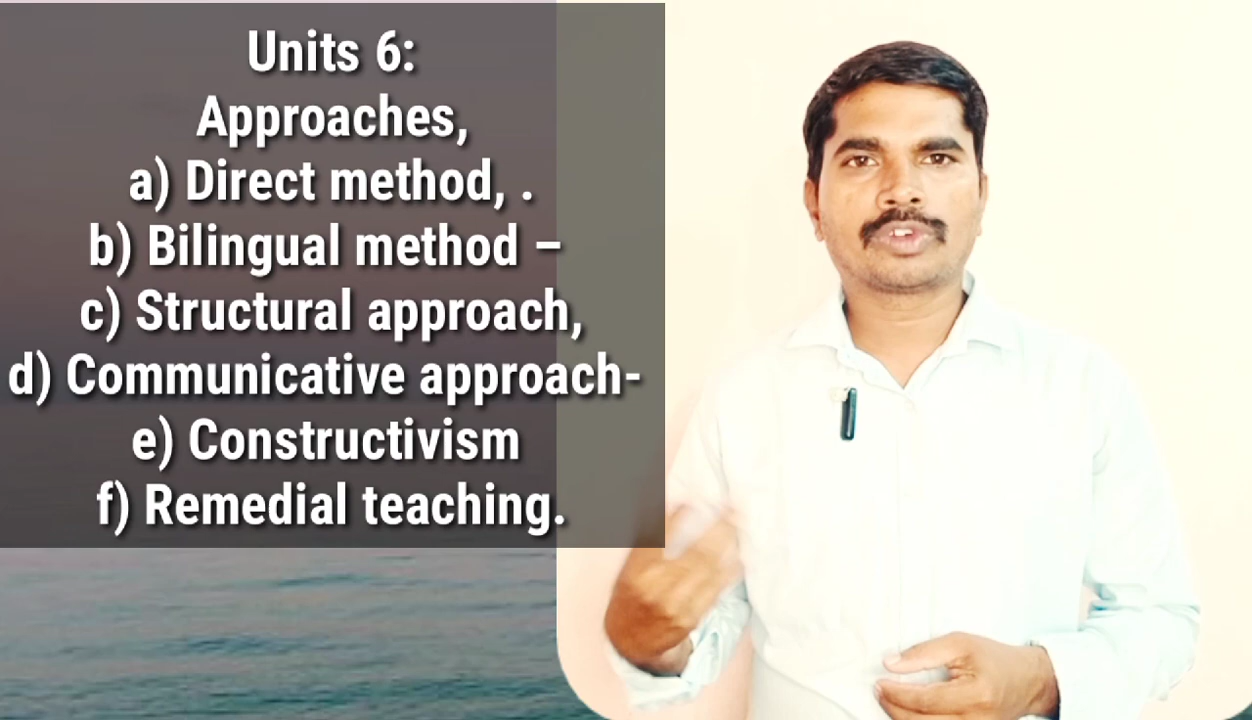 Units 6:
Approaches,
a) Direct method, .
b) Bilingual method –
c) Structural approach,
d) Communicative approach-
e) Constructivism
f) Remedial teaching.